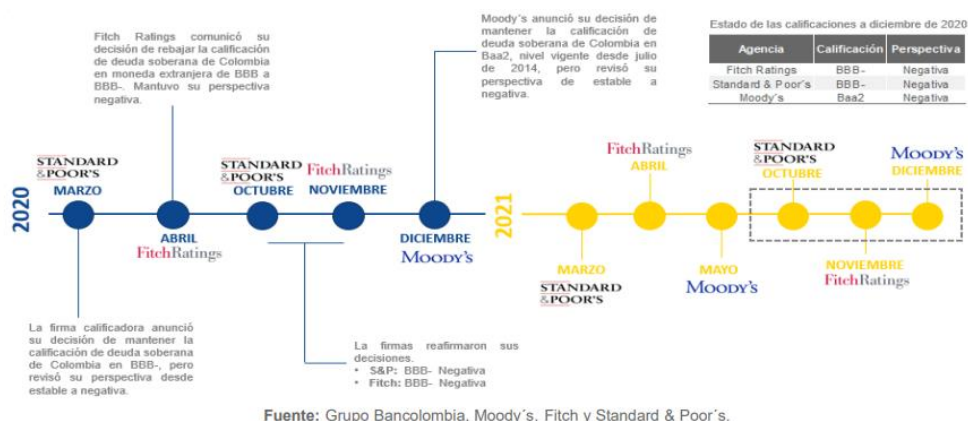 Fitch Ratings comunicó su
decisión de rebajar la calificación
de deuda soberana de Colombia
en moneda extranjera de BBB a
BBB-. Mantuvo su perspectiva
negativa.
Moody's anunció su decisión de
mantener la calificación de
deuda soberana de Colombia en
Baa2, nivel vigente desde julio
de 2014, pero revisó su
perspectiva de estable a
negativa.
Estado de las calificaciones a diciembre de 2020
Agencia Calificación Perspectiva
Fitch Ratings BBB- Negativa
Standard & Poor´s BBB- Negativa
Moody´s Baa2 Negativa
2020
STANDARD
&POOR'S
MARZO
ABRIL
FitchRatings
STANDARD
&POOR'S
OCTUBRE
FitchRatings
NOVIEMBRE
DICIEMBRE
MOODY'S
2021
MARZO
STANDARD
&POOR'S
FitchRatings
ABRIL
MAYO
MOODY'S
STANDARD
&POOR'S
OCTUBRE
NOVIEMBRE
FitchRatings
MOODY'S
DICIEMBRE
La firma calificadora anunció
su decisión de mantener la
calificación de deuda soberana
de Colombia en BBB-, pero
revisó su perspectiva desde
estable a negativa.
La firmas reafirmaron sus
decisiones.
• S&P: BBB- Negativa
• Fitch: BBB- Negativa
Fuente: Grupo Bancolombia, Moody´s, Fitch y Standard & Poor´s.